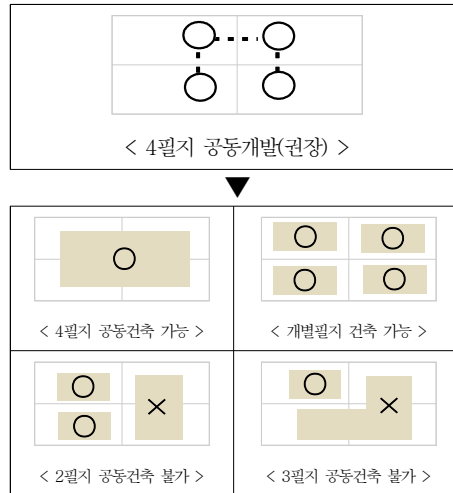 < 4필지 공동개발(권장) >
< 4필지 공동건축 가능 >
< 개별필지 건축 가능 >
< 2필지 공동건축 불가 >
< 3필지 공동건축 불가 >